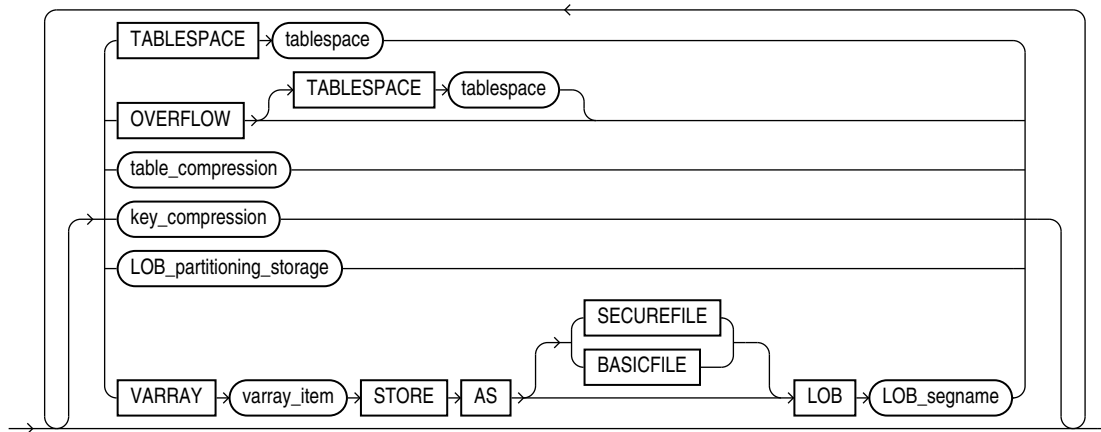 TABLESPACE tablespace
TABLESPACE tablespace
OVERFLOW
table_compression
key_compression
LOB_partitioning_storage
SECUREFILE
BASICFILE
VARRAY varray_item STORE AS LOB LOB_segname